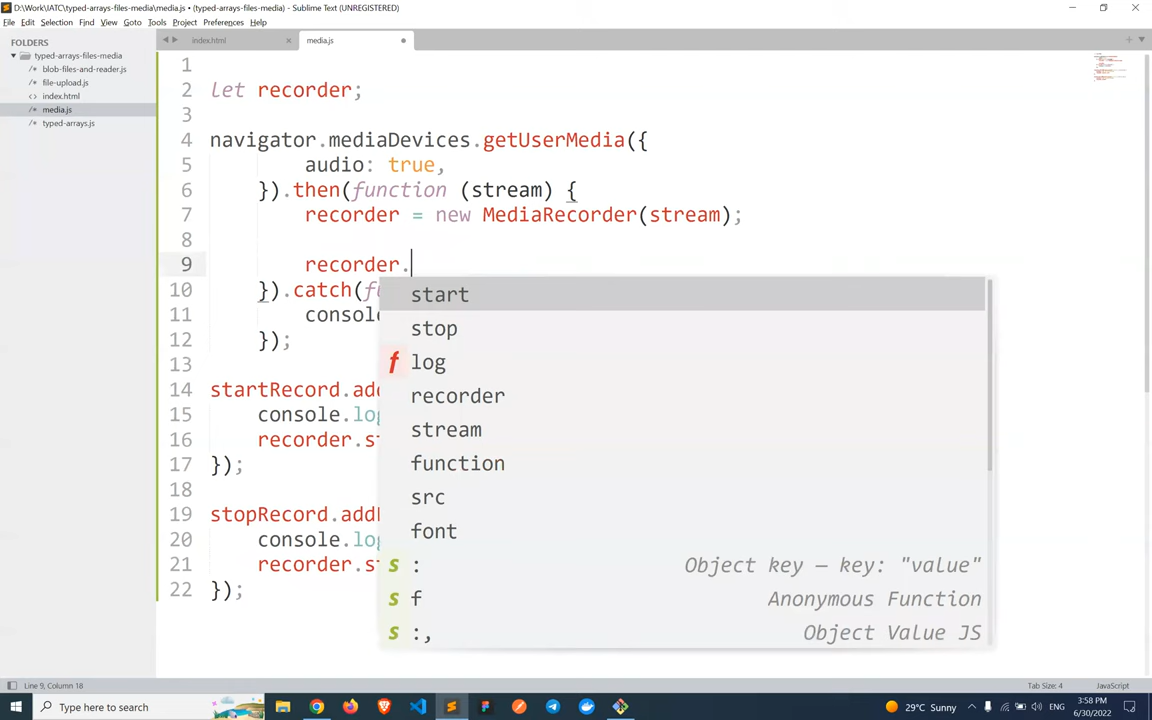 D:\Work\IATC\typed-arrays-files-media\media.js • (typed-arrays-files-media) - Sublime Text (UNREGISTERED)
File Edit Selection Find View Goto Tools Project Preferences Help
FOLDERS
typed-arrays-files-media
/* blob-files-and-reader.js
/* file-upload.js
<> index.html
/* media.js
/* typed-arrays.js
index.html ×
media.js
1
2 let recorder;
3
4 navigator.mediaDevices.getUserMedia({
5 audio: true,
6 }).then(function (stream) {
7 recorder = new MediaRecorder(stream);
8
9 recorder.
10 }).catch(f
11 console
12 });
13
14 startRecord.add
15 console.log
16 recorder.s
17 });
18
19 stopRecord.add
20 console.log
21 recorder.s
22 });
start
stop
f log
recorder
stream
function
src
font
s : Object key — key: "value"
s f Anonymous Function
s :, Object Value JS
Line 9, Column 18
Tab Size: 4
JavaScript
Type here to search
29°C Sunny
ENG
3:58 PM
6/30/2022